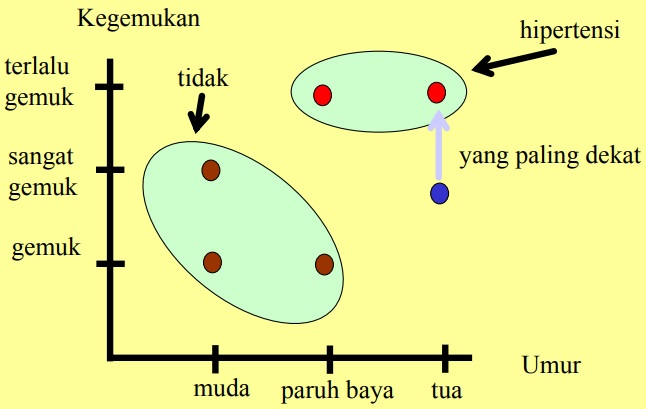 Kegemukan
hipertensi
terlalu
gemuk
tidak
sangat
gemuk
yang paling dekat
gemuk
Umur
muda
paruh baya
tua